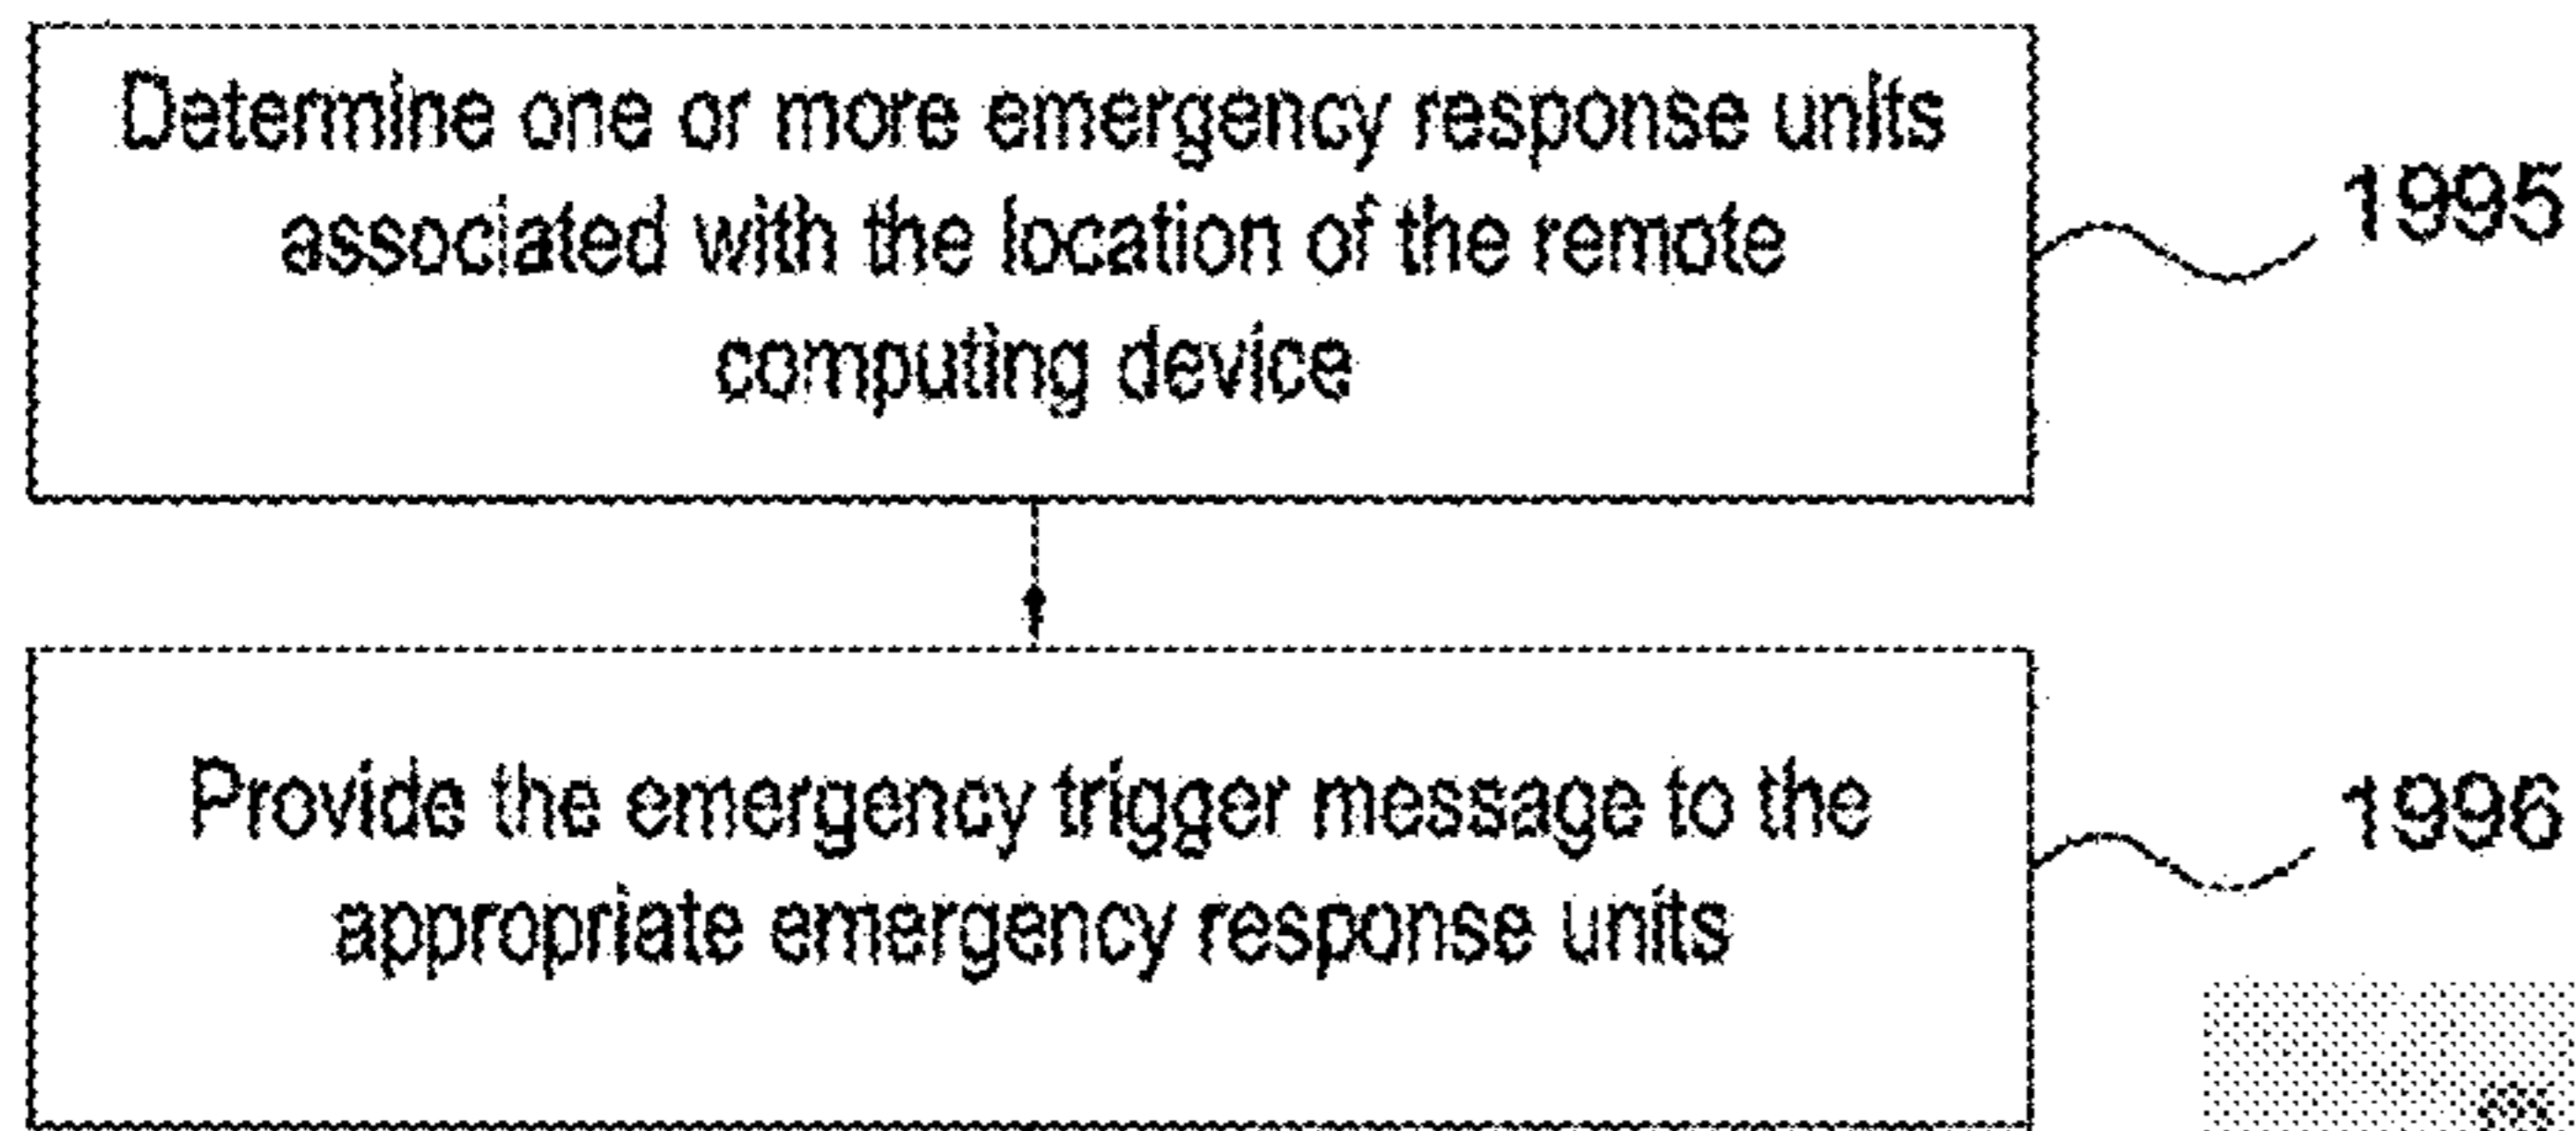 Determine one or more emergency response units
associated with the location of the remote
computing device
1995
Provide the emergency trigger message to the
appropriate emergency response units
1996